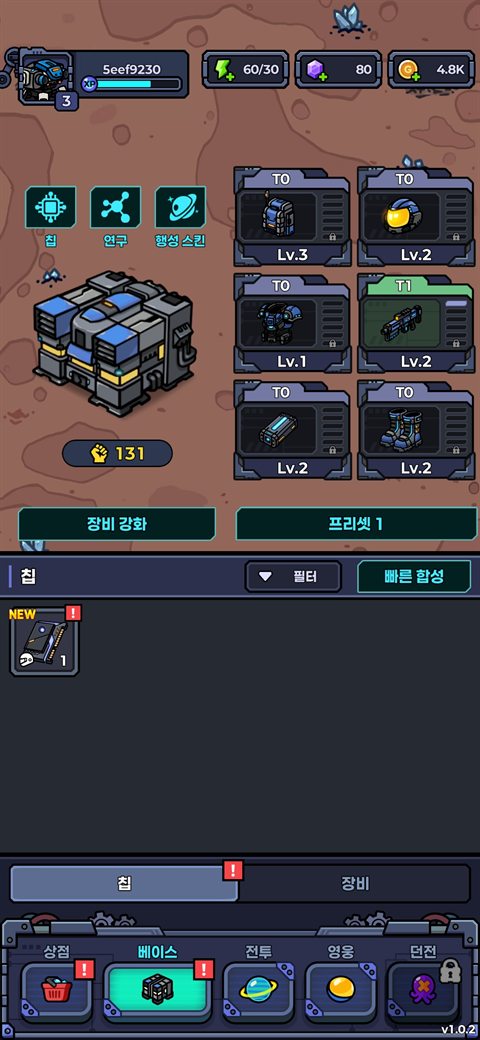 5eef9230
XP
3
60/30
80
4.8K
G
칩
연구
행성 스킨
T0
Lv.3
T0
Lv.2
T0
Lv.1
T1
Lv.2
T0
Lv.2
T0
Lv.2
131
장비 강화
프리셋 1
칩
필터
빠른 합성
NEW
!
1
칩
!
장비
상점
!
베이스
!
전투
영웅
던전
v1.0.2